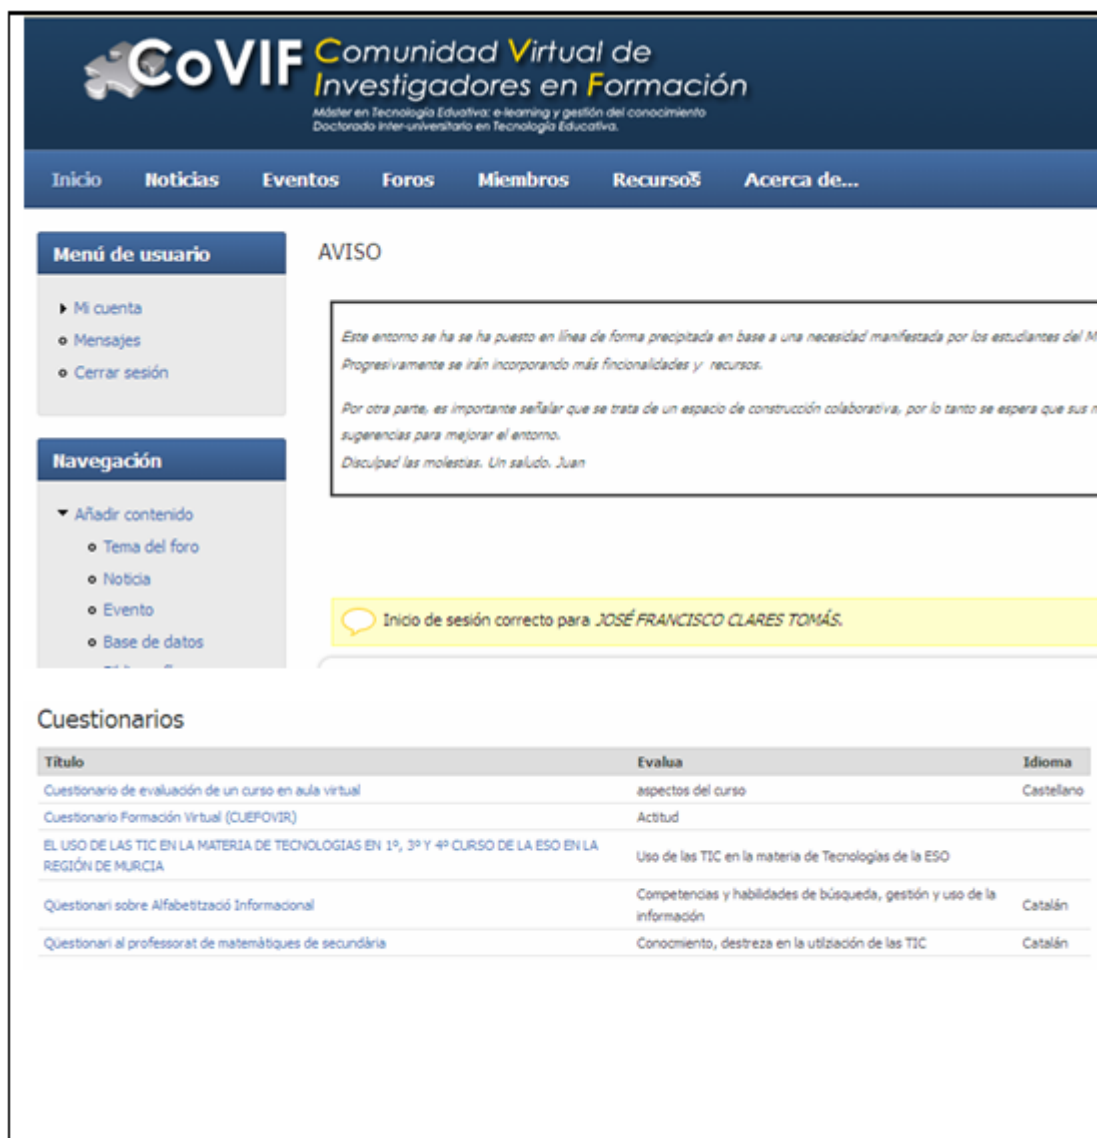 CoVIF Comunidad Virtual de
Investigadores en Formación
Máster en Tecnología Eduativa: e-learning y gestión del conocimiento
Doctorado Inter-universitario en Tecnología Educativa.
Inicio Noticias Eventos Foros Miembros Recursos Acerca de...
Menú de usuario
Mi cuenta
Mensajes
Cerrar sesión
Navegación
Añadir contenido
Tema del foro
Noticia
Evento
Base de datos
AVISO
Este entorno se ha se ha puesto en línea de forma precipitada en base a una necesidad manifestada por los estudiantes del M
Progresivamente se irán incorporando más fincionalidades y recursos.
Por otra parte, es importante señalar que se trata de un espacio de construcción colaborativa, por lo tanto se espera que sus
sugerencias para mejorar el entorno.
Disculpad las molestias. Un saludo. Juan
Inicio de sesión correcto para JOSÉ FRANCISCO CLARES TOMÁS.
Cuestionarios
Título Evalua Idioma
Cuestionario de evaluación de un curso en aula virtual aspectos del curso Castellano
Cuestionario Formación Virtual (CUEFOVIR) Actitud
EL USO DE LAS TIC EN LA MATERIA DE TECNOLOGIAS EN 1º, 3º Y 4º CURSO DE LA ESO EN LA
REGIÓN DE MURCIA
Uso de las TIC en la materia de Tecnologías de la ESO
Qüestionari sobre Alfabetització Informacional
Competencias y habilidades de búsqueda, gestión y uso de la
información
Catalán
Qüestionari al professorat de matemàtiques de secundària Conocmiento, destreza en la utilziación de las TIC Catalán